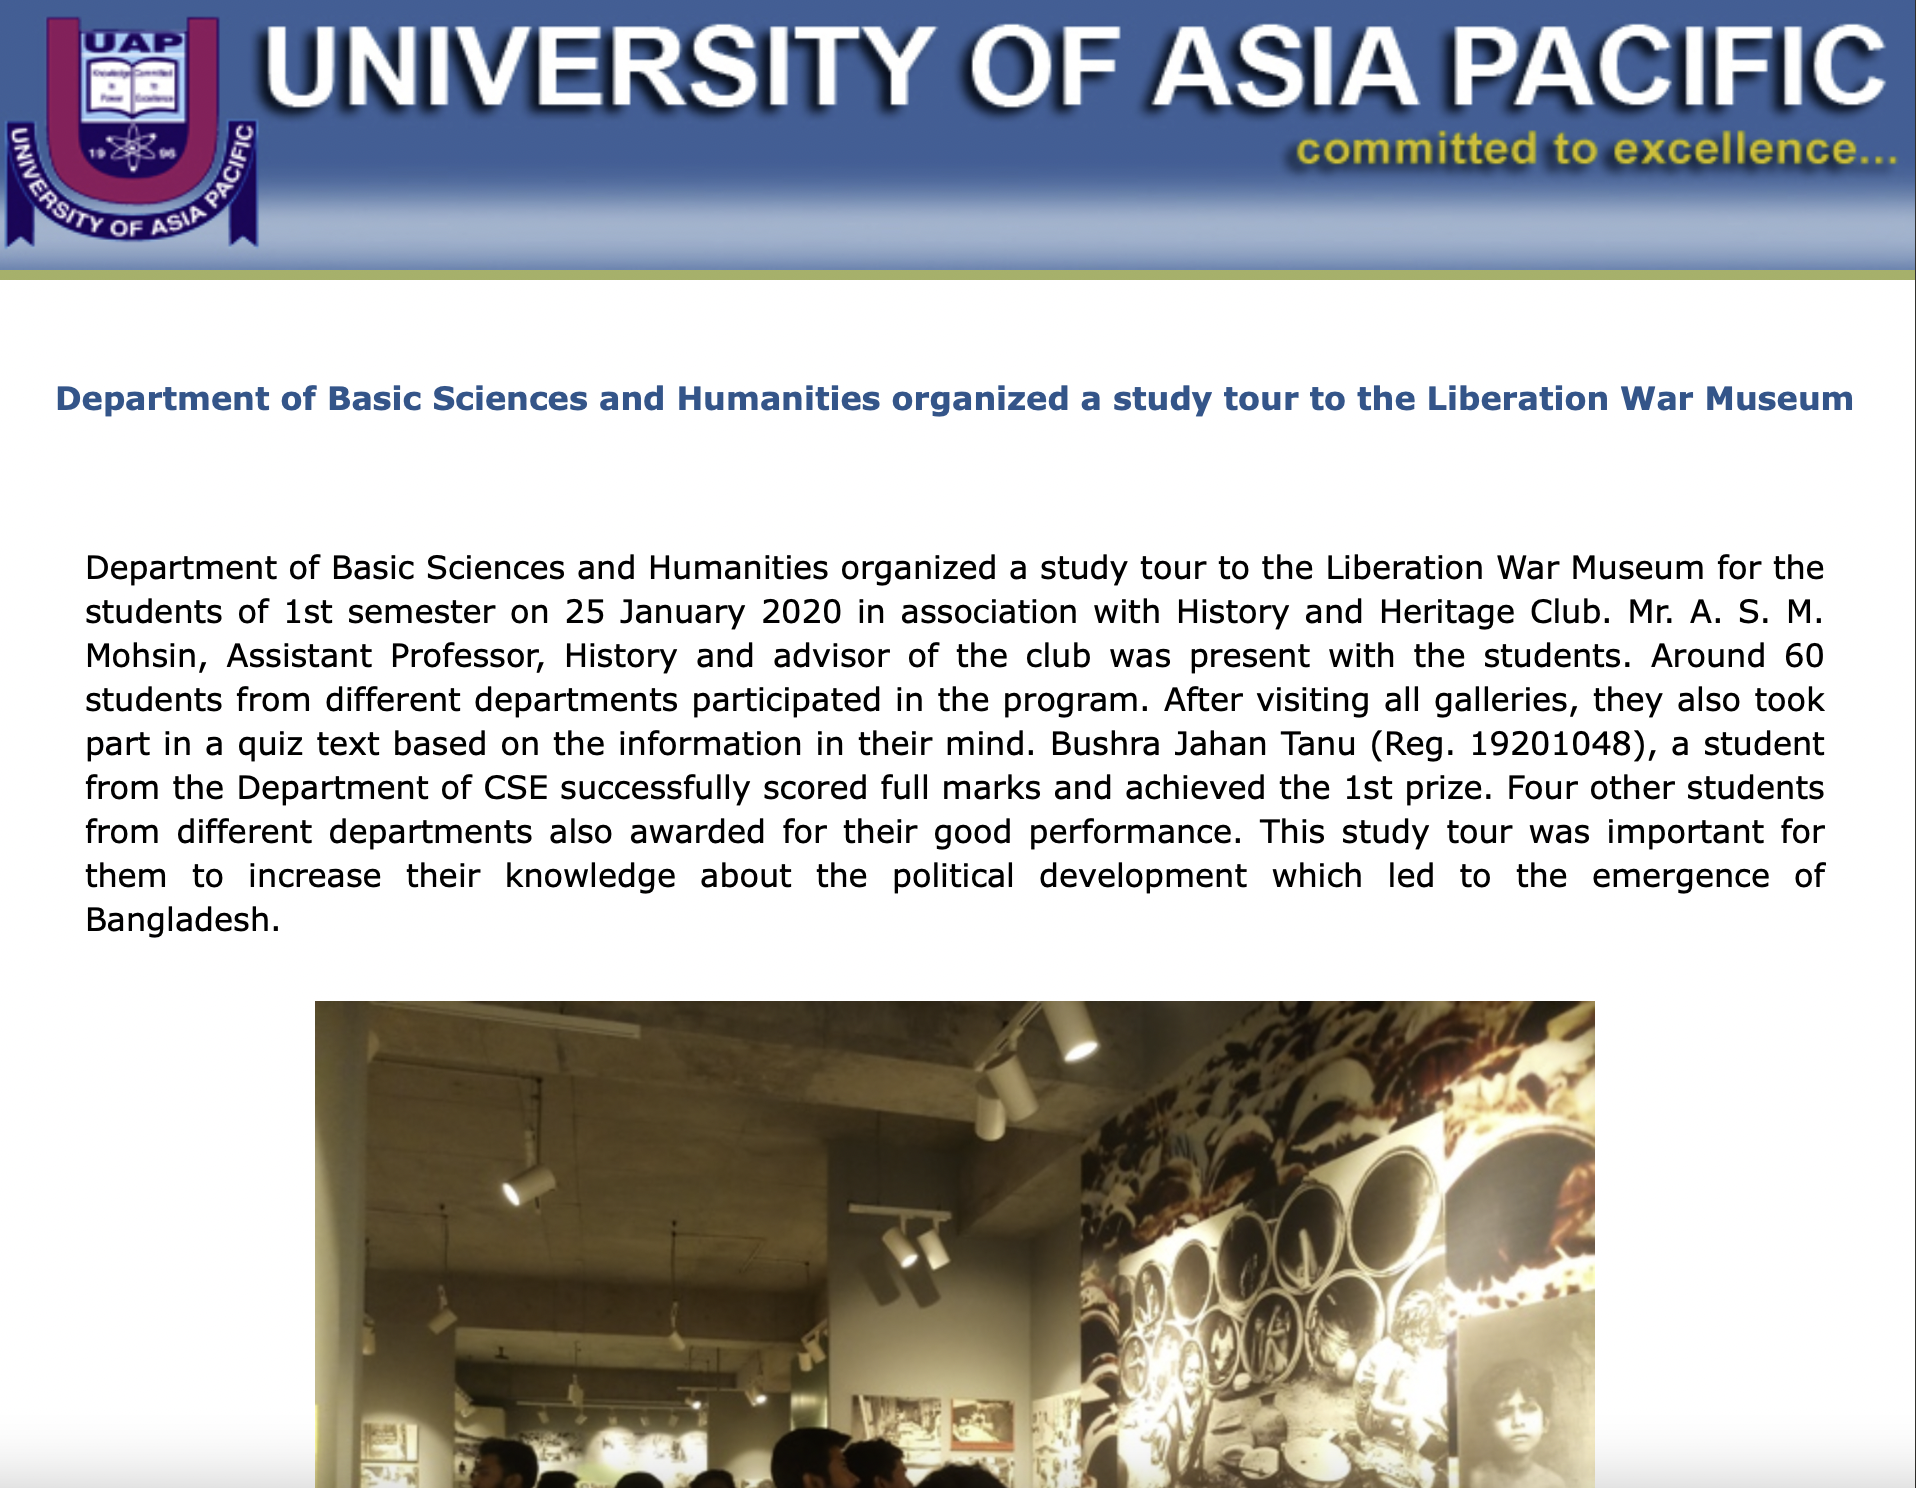 UAP
Knowledge is Power
Committed to Excellence
1996
UNIVERSITY OF ASIA PACIFIC
UNIVERSITY OF ASIA PACIFIC
committed to excellence...
Department of Basic Sciences and Humanities organized a study tour to the Liberation War Museum
Department of Basic Sciences and Humanities organized a study tour to the Liberation War Museum for the
students of 1st semester on 25 January 2020 in association with History and Heritage Club. Mr. A. S. M.
Mohsin, Assistant Professor, History and advisor of the club was present with the students. Around 60
students from different departments participated in the program. After visiting all galleries, they also took
part in a quiz text based on the information in their mind. Bushra Jahan Tanu (Reg. 19201048), a student
from the Department of CSE successfully scored full marks and achieved the 1st prize. Four other students
from different departments also awarded for their good performance. This study tour was important for
them to increase their knowledge about the political development which led to the emergence of
Bangladesh.